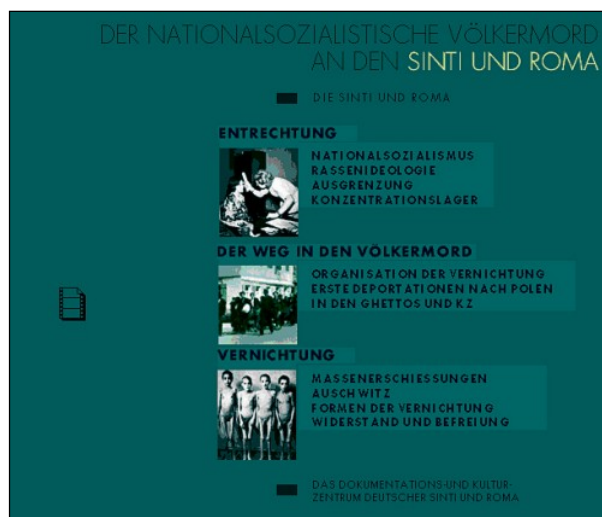 DER NATIONALSOZIALISTISCHE VÖLKERMORD
AN DEN SINTI UND ROMA
DIE SINTI UND ROMA
ENTRECHTUNG
NATIONALSOZIALISMUS
RASSENIDEOLOGIE
AUSGRENZUNG
KONZENTRATIONSLAGER
DER WEG IN DEN VÖLKERMORD
ORGANISATION DER VERNICHTUNG
ERSTE DEPORTATIONEN NACH POLEN
IN DEN GHETTOS UND KZ
VERNICHTUNG
MASSENERSCHIESSUNGEN
AUSCHWITZ
FORMEN DER VERNICHTUNG
WIDERSTAND UND BEFREIUNG
DAS DOKUMENTATIONS-UND KULTUR-
ZENTRUM DEUTSCHER SINTI UND ROMA